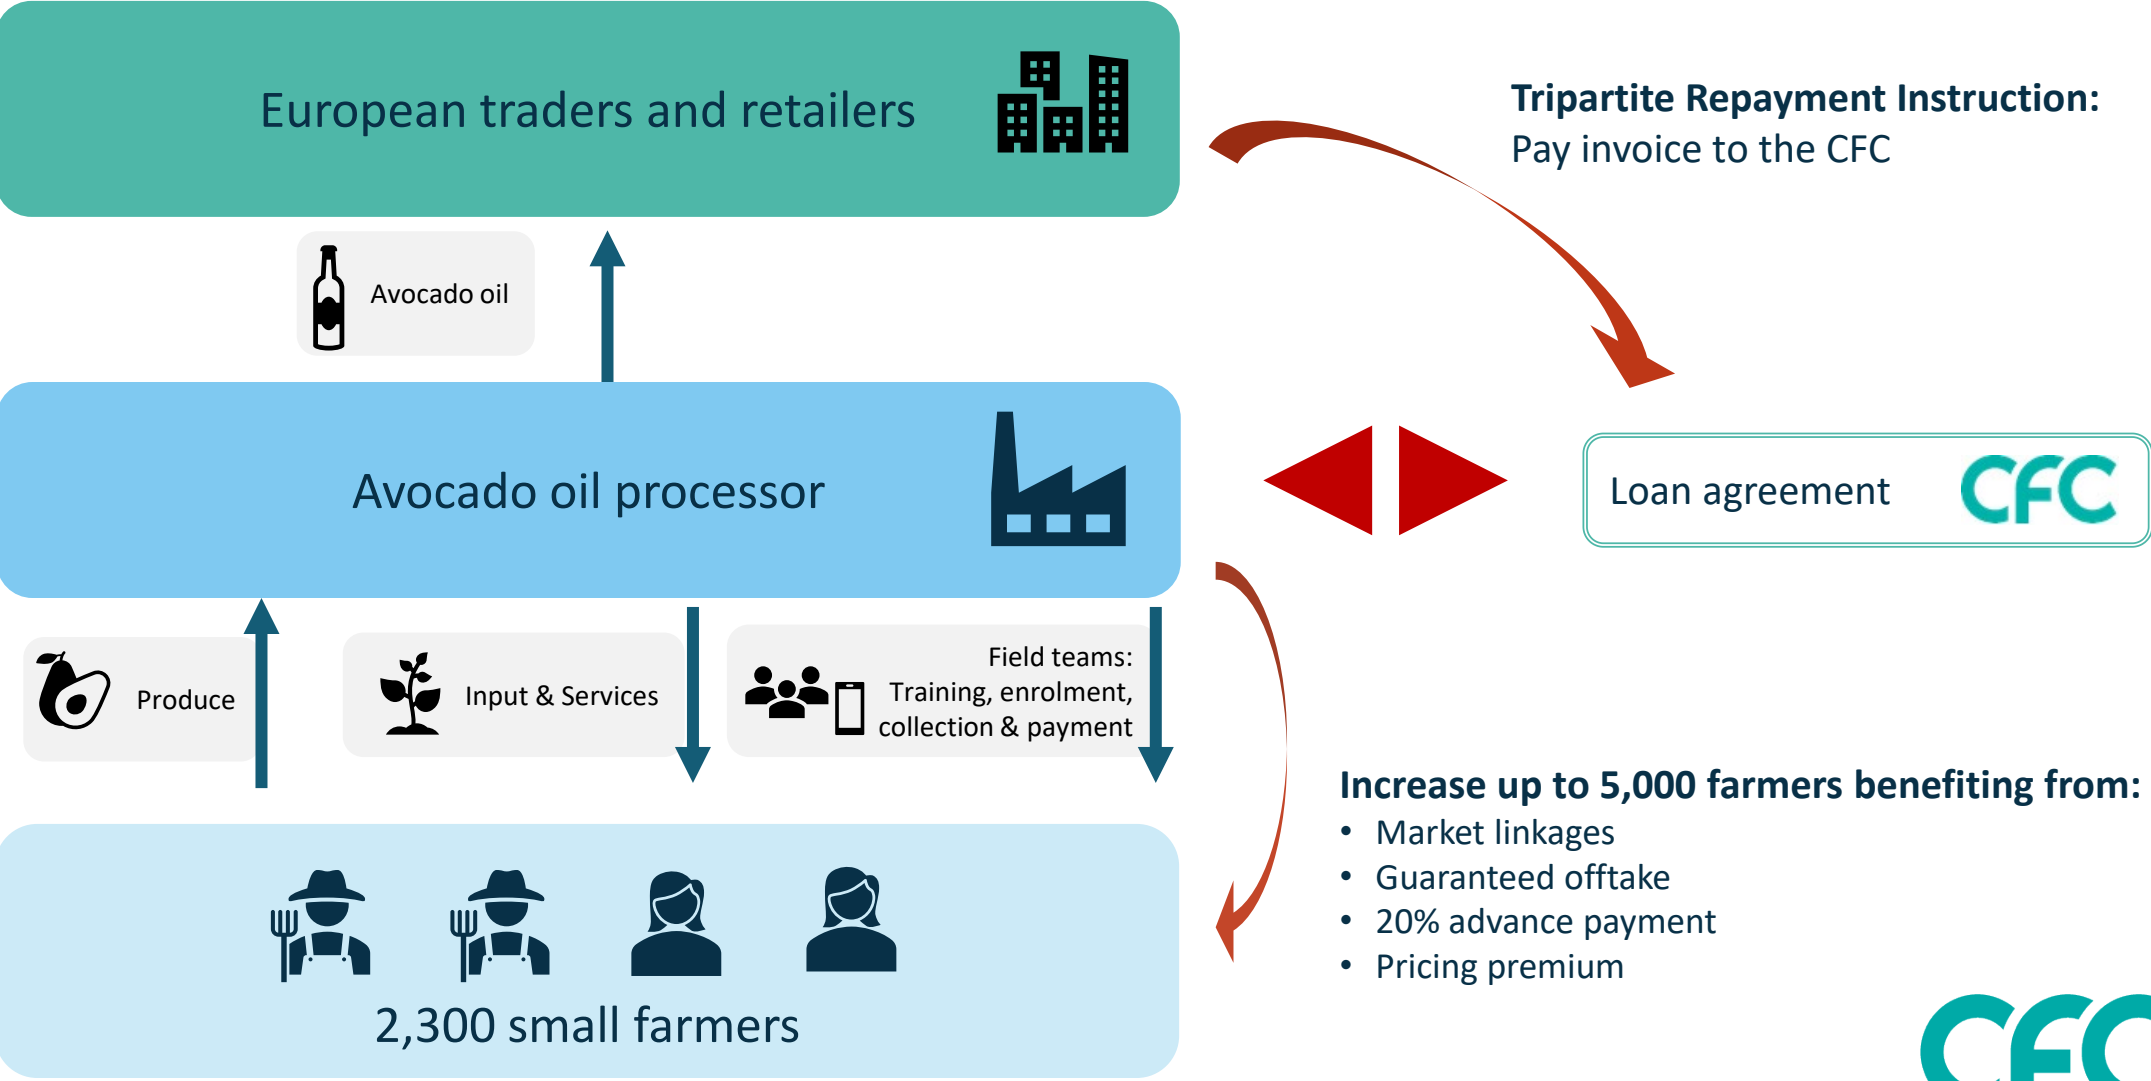 European traders and retailers
Tripartite Repayment Instruction:
Pay invoice to the CFC
Avocado oil
Avocado oil processor
Loan agreement
CFC
Produce
Input & Services
Field teams:
Training, enrolment,
collection & payment
Increase up to 5,000 farmers benefiting from:
• Market linkages
• Guaranteed offtake
• 20% advance payment
• Pricing premium
2,300 small farmers
CFC